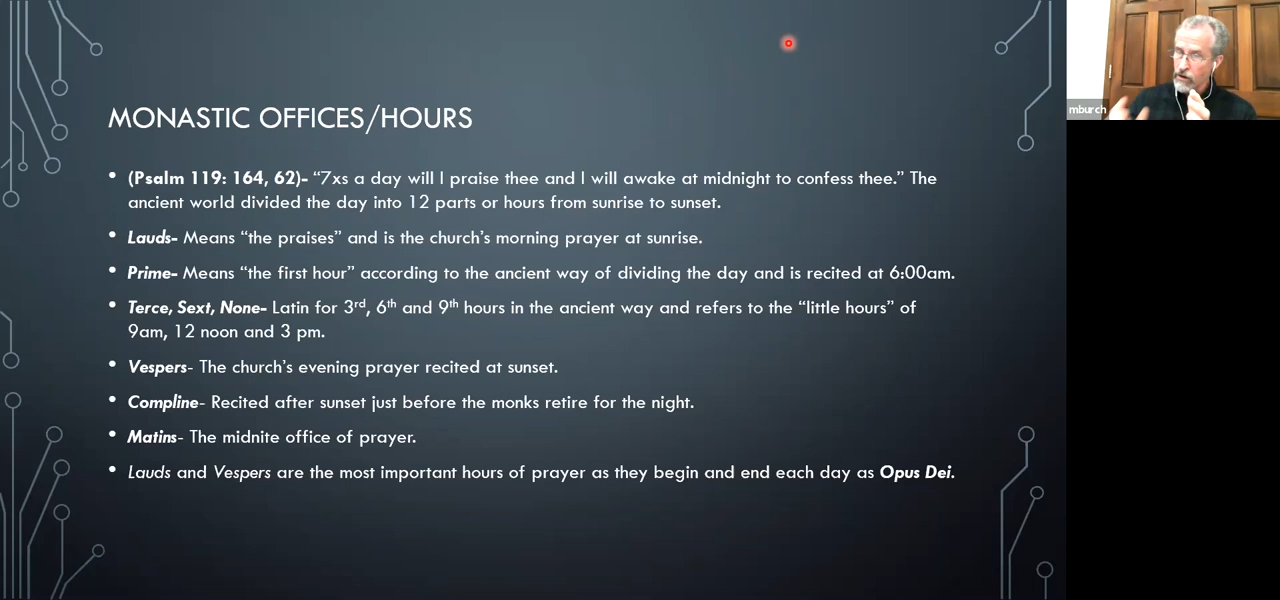 MONASTIC OFFICES/HOURS
• (Psalm 119: 164, 62)- “7xs a day will I praise thee and I will awake at midnight to confess thee.” The
ancient world divided the day into 12 parts or hours from sunrise to sunset.
• Lauds- Means “the praises” and is the church’s morning prayer at sunrise.
• Prime- Means “the first hour” according to the ancient way of dividing the day and is recited at 6:00am.
• Terce, Sext, None- Latin for 3rd, 6th and 9th hours in the ancient way and refers to the “little hours” of
9am, 12 noon and 3 pm.
• Vespers- The church’s evening prayer recited at sunset.
• Compline- Recited after sunset just before the monks retire for the night.
• Matins- The midnite office of prayer.
• Lauds and Vespers are the most important hours of prayer as they begin and end each day as Opus Dei.
mburch